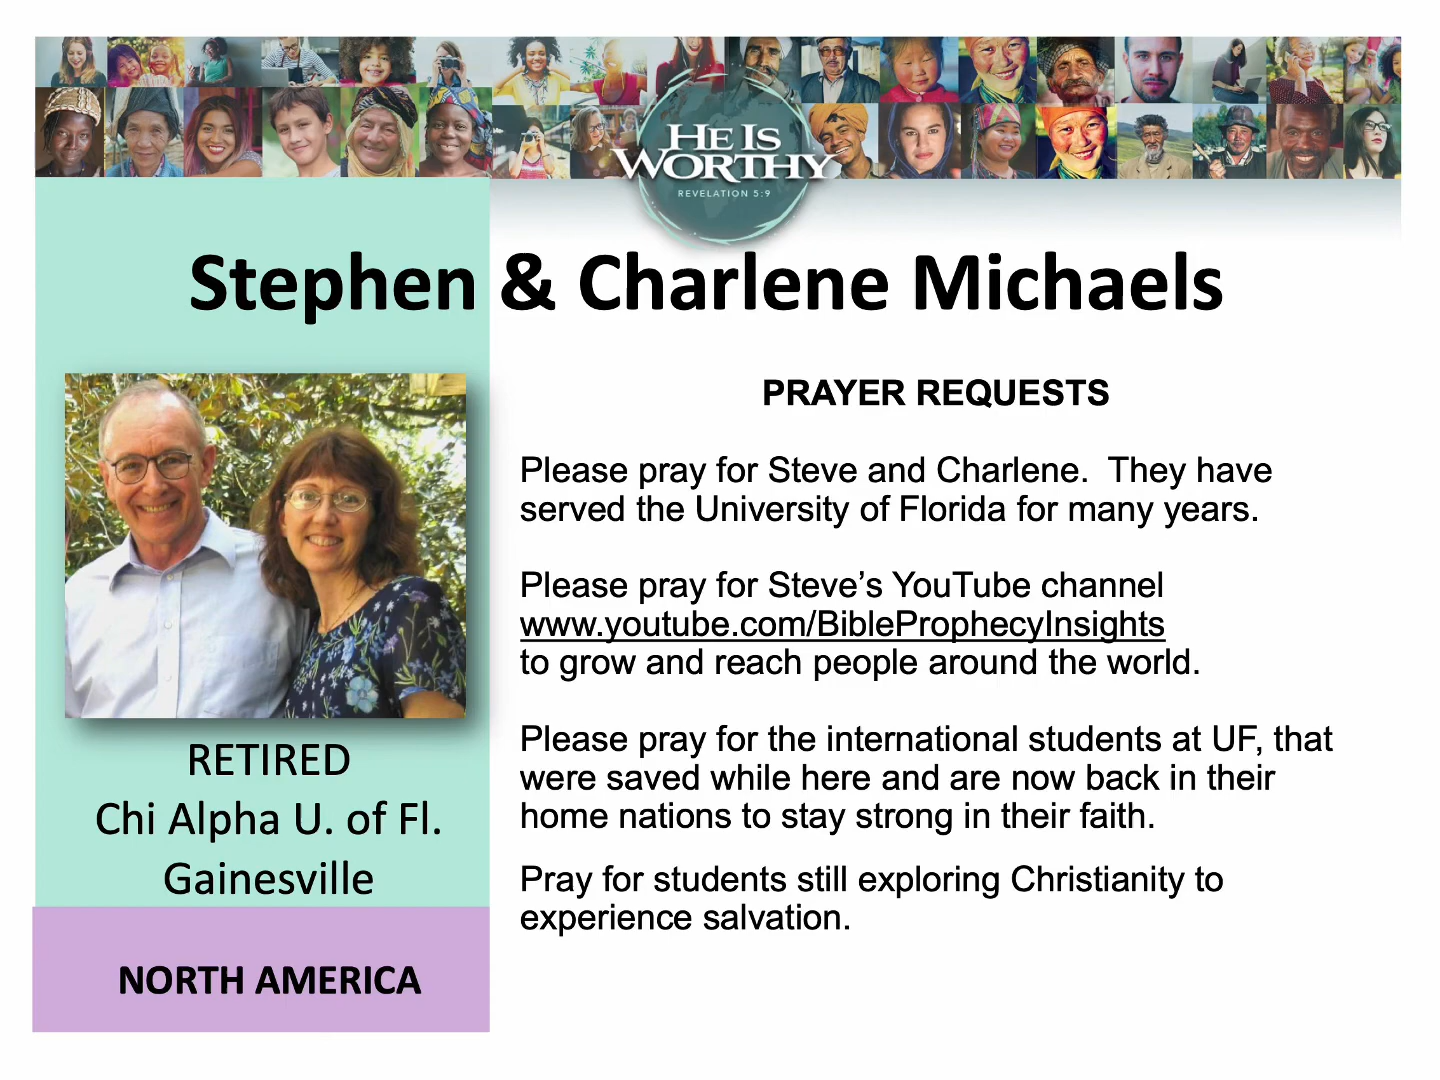 HE IS
WORTHY
REVELATION 5:9
Stephen & Charlene Michaels
RETIRED
Chi Alpha U. of Fl.
Gainesville
NORTH AMERICA
PRAYER REQUESTS
Please pray for Steve and Charlene.  They have
served the University of Florida for many years.
Please pray for Steve’s YouTube channel
www.youtube.com/BibleProphecyInsights
to grow and reach people around the world.
Please pray for the international students at UF, that
were saved while here and are now back in their
home nations to stay strong in their faith.
Pray for students still exploring Christianity to
experience salvation.